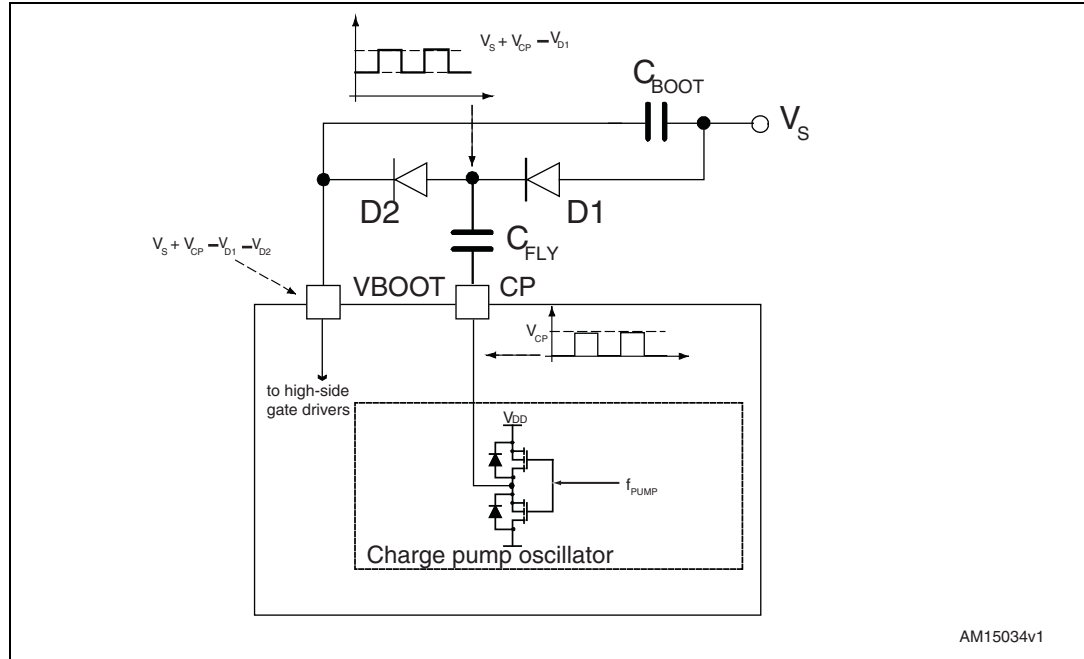 V_S + V_CP – V_D1
C_BOOT
V_S
D2
D1
C_FLY
V_S + V_CP – V_D1 – V_D2
VBOOT
CP
V_CP
to high-side
gate drivers
V_DD
f_PUMP
Charge pump oscillator
AM15034v1